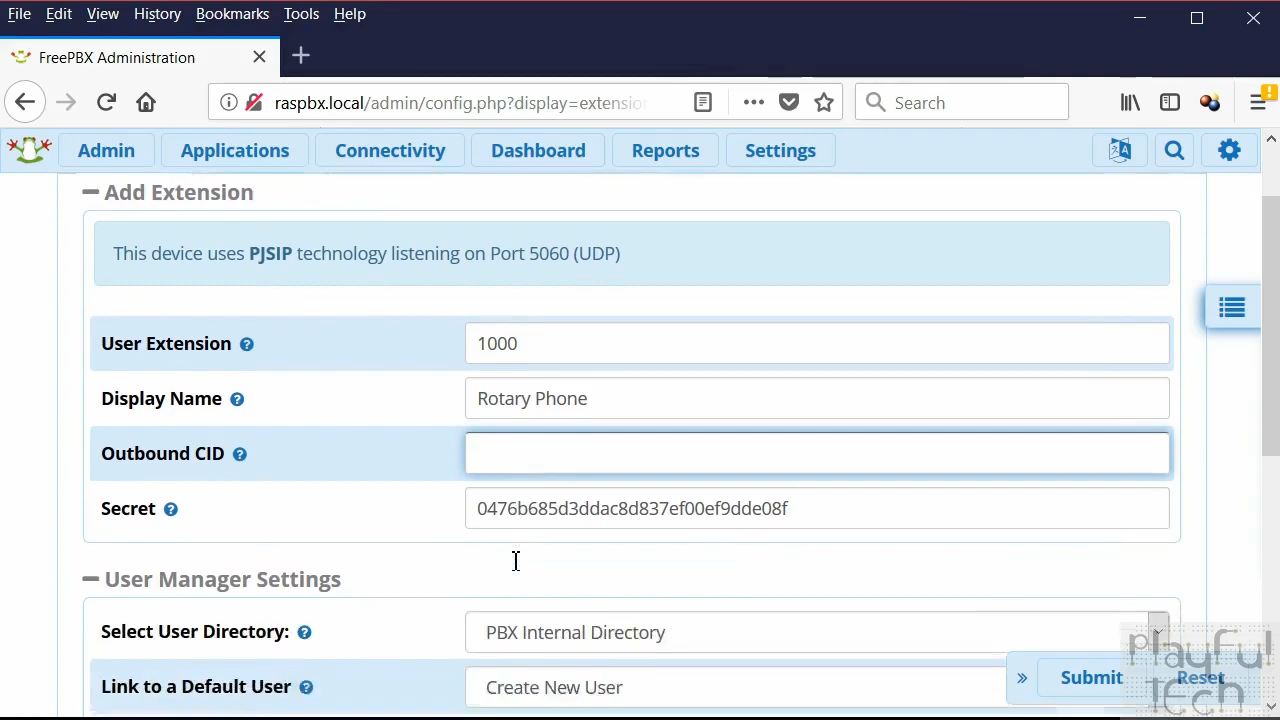 File Edit View History Bookmarks Tools Help
FreePBX Administration
raspbx.local/admin/config.php?display=extensio
Search
Admin Applications Connectivity Dashboard Reports Settings
Add Extension
This device uses PJSIP technology listening on Port 5060 (UDP)
User Extension 1000
Display Name Rotary Phone
Outbound CID
Secret 0476b685d3ddac8d837ef00ef9dde08f
User Manager Settings
Select User Directory: PBX Internal Directory
Link to a Default User Create New User
» Submit Reset
playful
tech